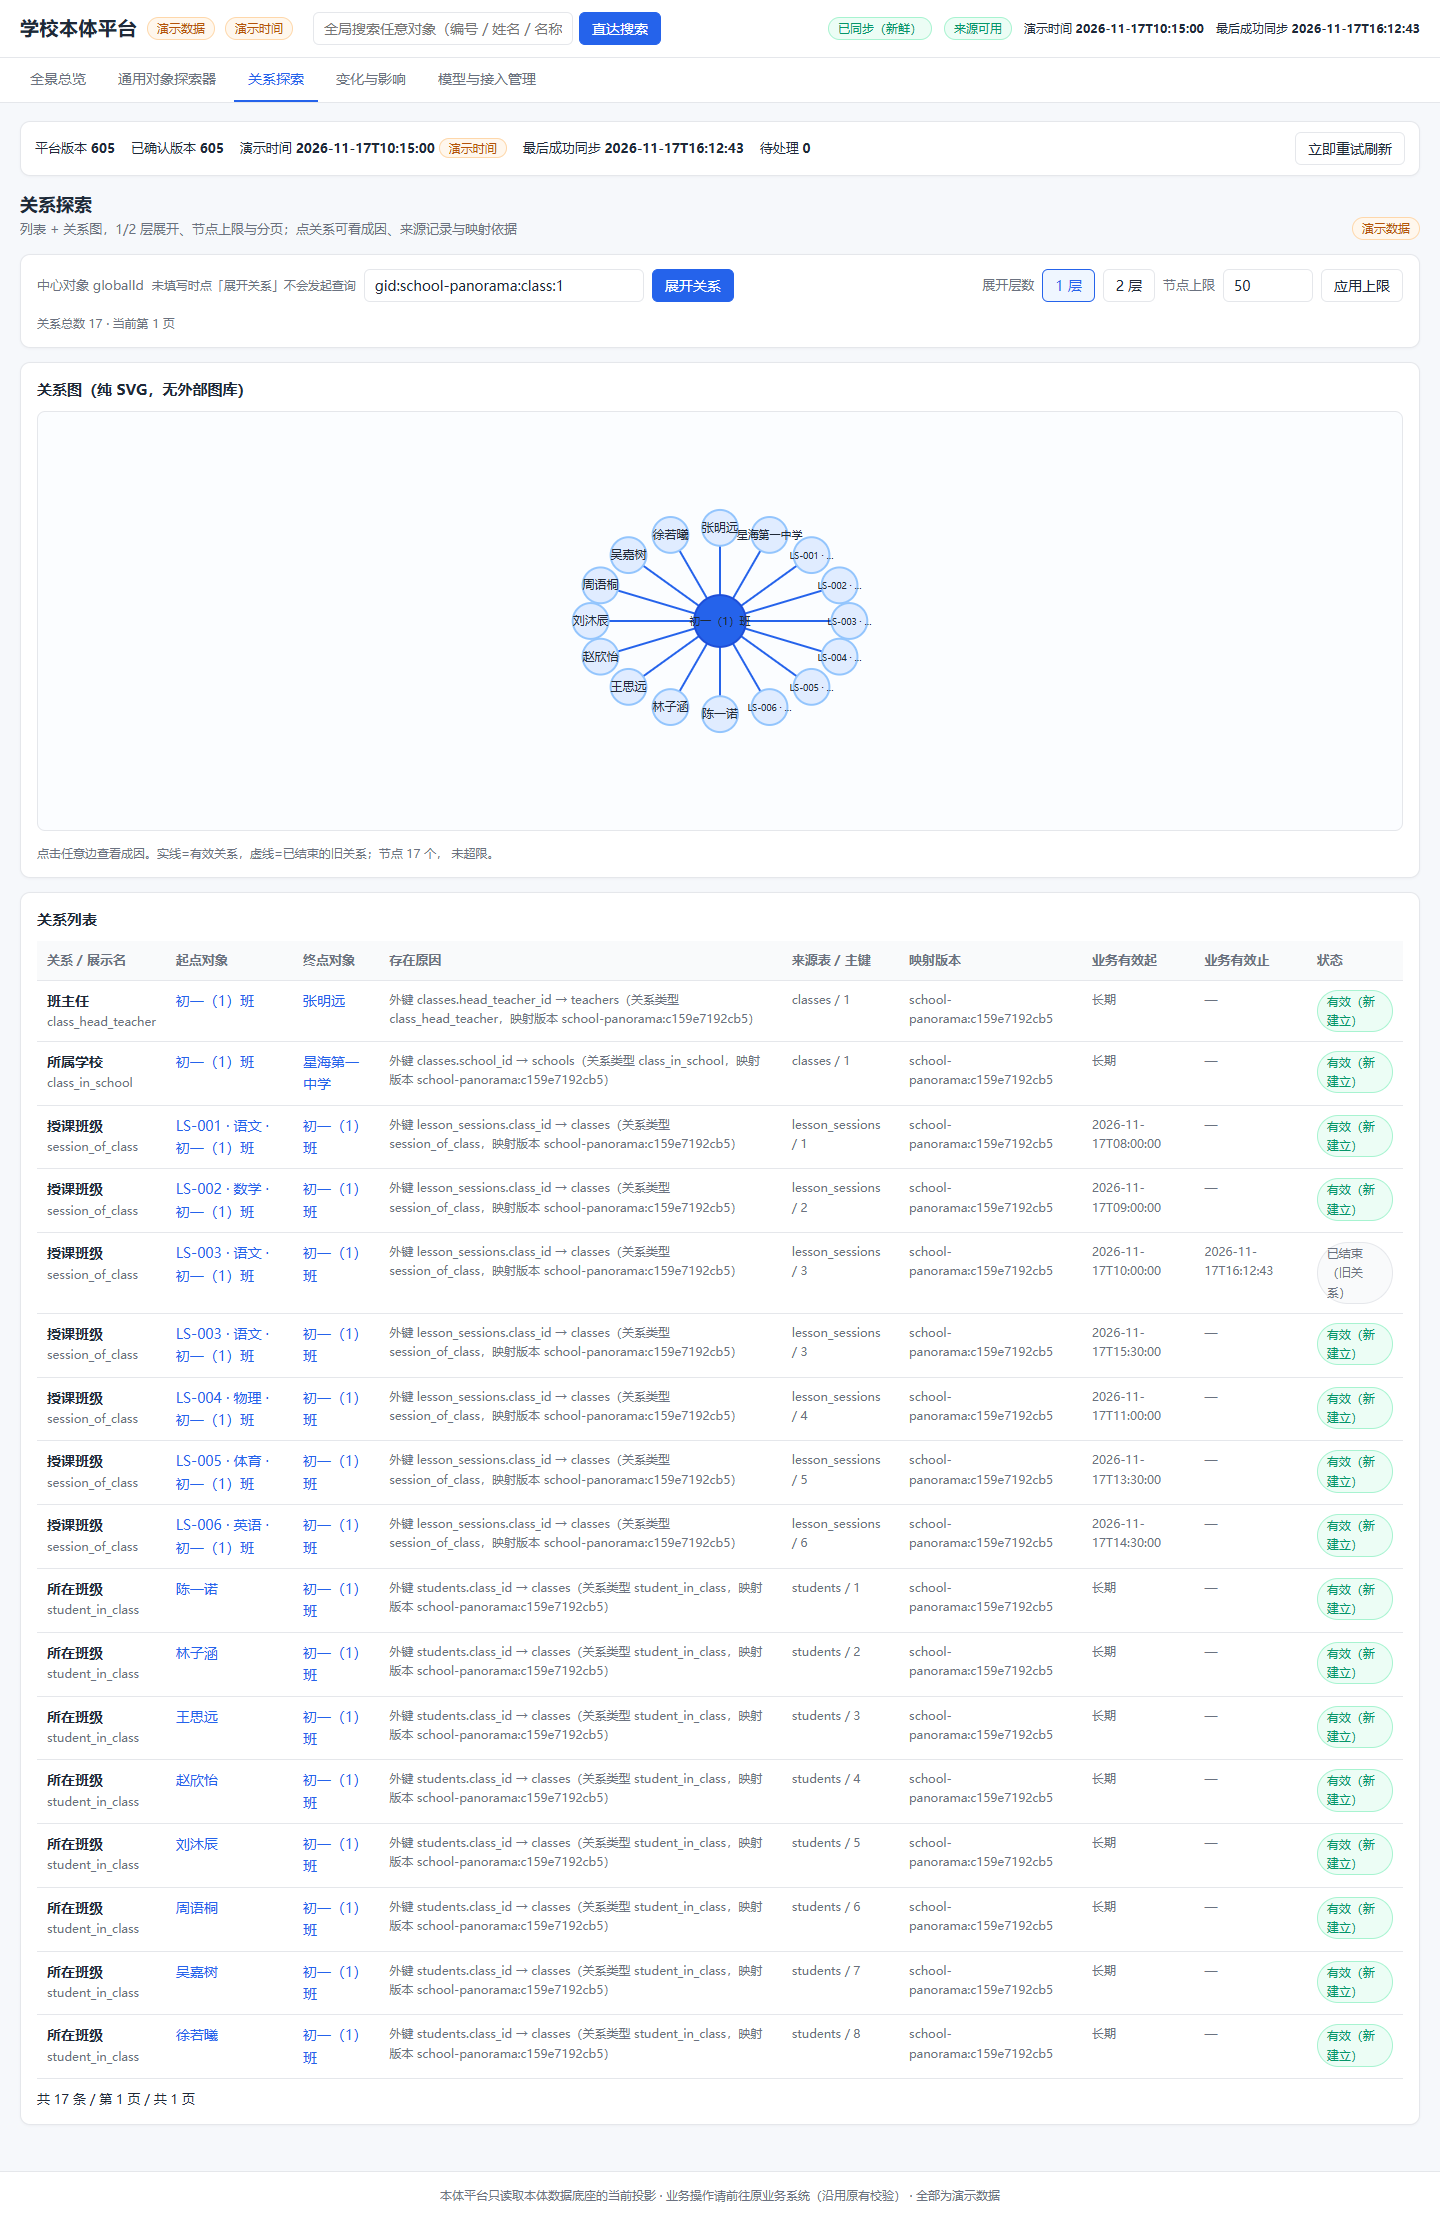 学校本体平台 演示数据 演示时间 全局搜索任意对象（编号 / 姓名 / 名称 直达搜索 已同步（新鲜） 来源可用 演示时间 2026-11-17T10:15:00 最后成功同步 2026-11-17T16:12:43
全景总览 通用对象探索器 关系探索 变化与影响 模型与接入管理
平台版本 605 已确认版本 605 演示时间 2026-11-17T10:15:00 演示时间 最后成功同步 2026-11-17T16:12:43 待处理 0 立即重试刷新
关系探索
列表 + 关系图，1/2 层展开、节点上限与分页；点关系可看成因、来源记录与映射依据 演示数据
中心对象 globalId 未填写时点「展开关系」不会发起查询 gid:school-panorama:class:1 展开关系 展开层数 1 层 2 层 节点上限 50 应用上限
关系总数 17 · 当前第 1 页
关系图（纯 SVG，无外部图库）
张明远
徐若曦 星海第一中学
吴嘉树 LS-001 · ...
周语桐 LS-002 · ...
刘沐辰 初一（1）班 LS-003 · ...
赵欣怡 LS-004 · ...
王思远 LS-005 · ...
林子涵 LS-006 · ...
陈一诺
点击任意边查看成因。实线=有效关系，虚线=已结束的旧关系；节点 17 个， 未超限。
关系列表
关系 / 展示名 起点对象 终点对象 存在原因 来源表 / 主键 映射版本 业务有效起 业务有效止 状态
班主任 初一（1）班 张明远 外键 classes.head_teacher_id → teachers（关系类型 classes / 1 school- 长期 — 有效（新
class_head_teacher class_head_teacher，映射版本 school-panorama:c159e7192cb5） panorama:c159e7192cb5 建立）
所属学校 初一（1）班 星海第一 外键 classes.school_id → schools（关系类型 class_in_school，映射 classes / 1 school- 长期 — 有效（新
class_in_school 中学 版本 school-panorama:c159e7192cb5） panorama:c159e7192cb5 建立）
授课班级 LS-001 · 语文 · 初一（1） 外键 lesson_sessions.class_id → classes（关系类型 lesson_sessions school- 2026-11- — 有效（新
session_of_class 初一（1）班 班 session_of_class，映射版本 school-panorama:c159e7192cb5） / 1 panorama:c159e7192cb5 17T08:00:00 建立）
授课班级 LS-002 · 数学 · 初一（1） 外键 lesson_sessions.class_id → classes（关系类型 lesson_sessions school- 2026-11- — 有效（新
session_of_class 初一（1）班 班 session_of_class，映射版本 school-panorama:c159e7192cb5） / 2 panorama:c159e7192cb5 17T09:00:00 建立）
授课班级 LS-003 · 语文 · 初一（1） 外键 lesson_sessions.class_id → classes（关系类型 lesson_sessions school- 2026-11- 2026-11- 已结束
session_of_class 初一（1）班 班 session_of_class，映射版本 school-panorama:c159e7192cb5） / 3 panorama:c159e7192cb5 17T10:00:00 17T16:12:43 （旧关
系）
授课班级 LS-003 · 语文 · 初一（1） 外键 lesson_sessions.class_id → classes（关系类型 lesson_sessions school- 2026-11- — 有效（新
session_of_class 初一（1）班 班 session_of_class，映射版本 school-panorama:c159e7192cb5） / 3 panorama:c159e7192cb5 17T15:30:00 建立）
授课班级 LS-004 · 物理 · 初一（1） 外键 lesson_sessions.class_id → classes（关系类型 lesson_sessions school- 2026-11- — 有效（新
session_of_class 初一（1）班 班 session_of_class，映射版本 school-panorama:c159e7192cb5） / 4 panorama:c159e7192cb5 17T11:00:00 建立）
授课班级 LS-005 · 体育 · 初一（1） 外键 lesson_sessions.class_id → classes（关系类型 lesson_sessions school- 2026-11- — 有效（新
session_of_class 初一（1）班 班 session_of_class，映射版本 school-panorama:c159e7192cb5） / 5 panorama:c159e7192cb5 17T13:30:00 建立）
授课班级 LS-006 · 英语 · 初一（1） 外键 lesson_sessions.class_id → classes（关系类型 lesson_sessions school- 2026-11- — 有效（新
session_of_class 初一（1）班 班 session_of_class，映射版本 school-panorama:c159e7192cb5） / 6 panorama:c159e7192cb5 17T14:30:00 建立）
所在班级 陈一诺 初一（1） 外键 students.class_id → classes（关系类型 student_in_class，映射 students / 1 school- 长期 — 有效（新
student_in_class 班 版本 school-panorama:c159e7192cb5） panorama:c159e7192cb5 建立）
所在班级 林子涵 初一（1） 外键 students.class_id → classes（关系类型 student_in_class，映射 students / 2 school- 长期 — 有效（新
student_in_class 班 版本 school-panorama:c159e7192cb5） panorama:c159e7192cb5 建立）
所在班级 王思远 初一（1） 外键 students.class_id → classes（关系类型 student_in_class，映射 students / 3 school- 长期 — 有效（新
student_in_class 班 版本 school-panorama:c159e7192cb5） panorama:c159e7192cb5 建立）
所在班级 赵欣怡 初一（1） 外键 students.class_id → classes（关系类型 student_in_class，映射 students / 4 school- 长期 — 有效（新
student_in_class 班 版本 school-panorama:c159e7192cb5） panorama:c159e7192cb5 建立）
所在班级 刘沐辰 初一（1） 外键 students.class_id → classes（关系类型 student_in_class，映射 students / 5 school- 长期 — 有效（新
student_in_class 班 版本 school-panorama:c159e7192cb5） panorama:c159e7192cb5 建立）
所在班级 周语桐 初一（1） 外键 students.class_id → classes（关系类型 student_in_class，映射 students / 6 school- 长期 — 有效（新
student_in_class 班 版本 school-panorama:c159e7192cb5） panorama:c159e7192cb5 建立）
所在班级 吴嘉树 初一（1） 外键 students.class_id → classes（关系类型 student_in_class，映射 students / 7 school- 长期 — 有效（新
student_in_class 班 版本 school-panorama:c159e7192cb5） panorama:c159e7192cb5 建立）
所在班级 徐若曦 初一（1） 外键 students.class_id → classes（关系类型 student_in_class，映射 students / 8 school- 长期 — 有效（新
student_in_class 班 版本 school-panorama:c159e7192cb5） panorama:c159e7192cb5 建立）
共 17 条 / 第 1 页 / 共 1 页
本体平台只读取本体数据底座的当前投影 · 业务操作请前往原业务系统（沿用原有校验） · 全部为演示数据